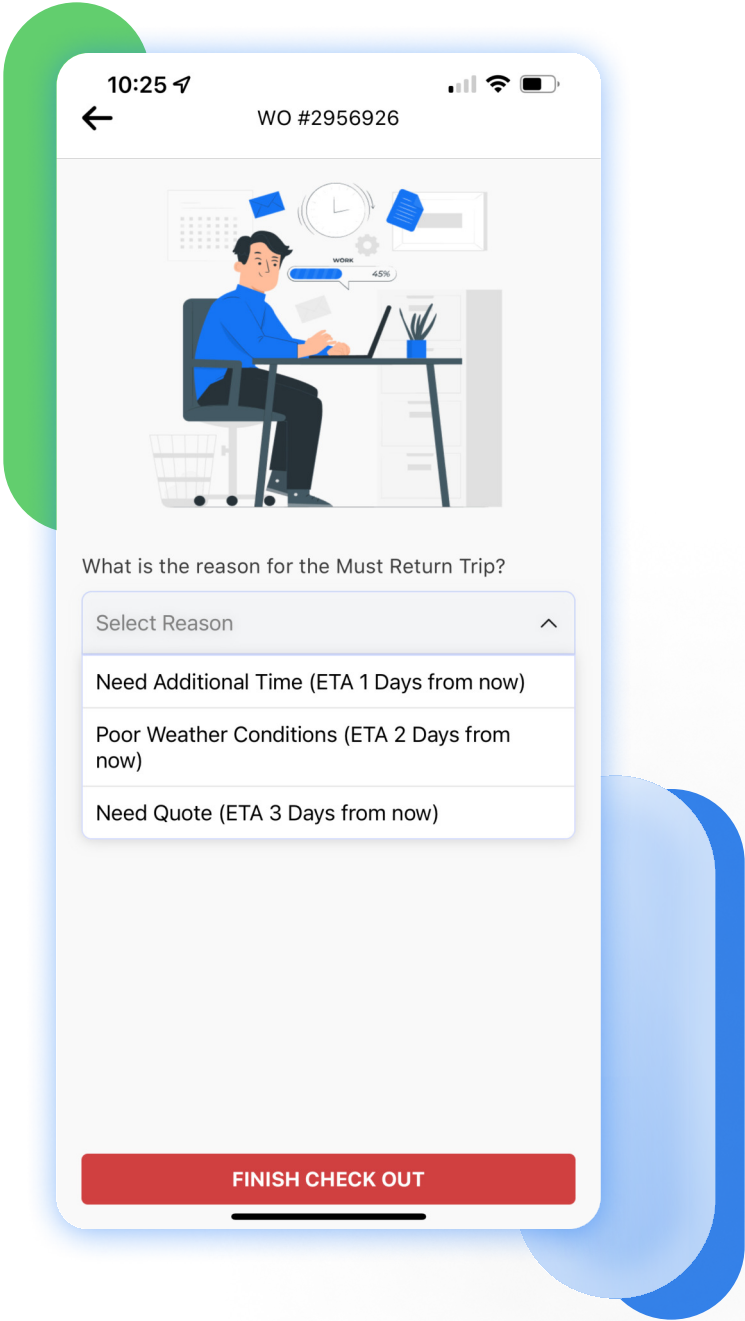 10:25
WO #2956926
WORK
45%
What is the reason for the Must Return Trip?
Select Reason
Need Additional Time (ETA 1 Days from now)
Poor Weather Conditions (ETA 2 Days from
now)
Need Quote (ETA 3 Days from now)
FINISH CHECK OUT